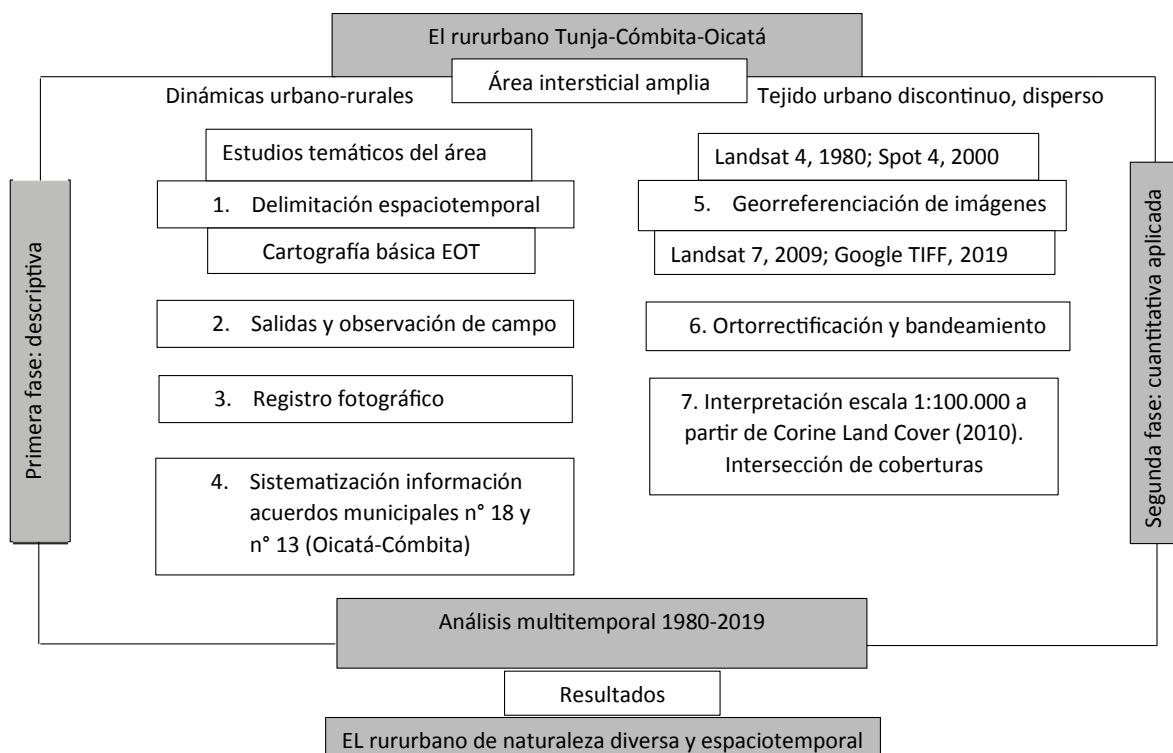 El rururbano Tunja-Cómbita-Oicatá
Área intersticial amplia
Dinámicas urbano-rurales
Tejido urbano discontinuo, disperso
Primera fase: descriptiva
Estudios temáticos del área
1. Delimitación espaciotemporal
Cartografía básica EOT
2. Salidas y observación de campo
3. Registro fotográfico
4. Sistematización información
acuerdos municipales n° 18 y
n° 13 (Oicatá-Cómbita)
Landsat 4, 1980; Spot 4, 2000
5. Georreferenciación de imágenes
Landsat 7, 2009; Google TIFF, 2019
6. Ortorrectificación y bandeamiento
7. Interpretación escala 1:100.000 a
partir de Corine Land Cover (2010).
Intersección de coberturas
Segunda fase: cuantitativa aplicada
Análisis multitemporal 1980-2019
Resultados
EL rururbano de naturaleza diversa y espaciotemporal